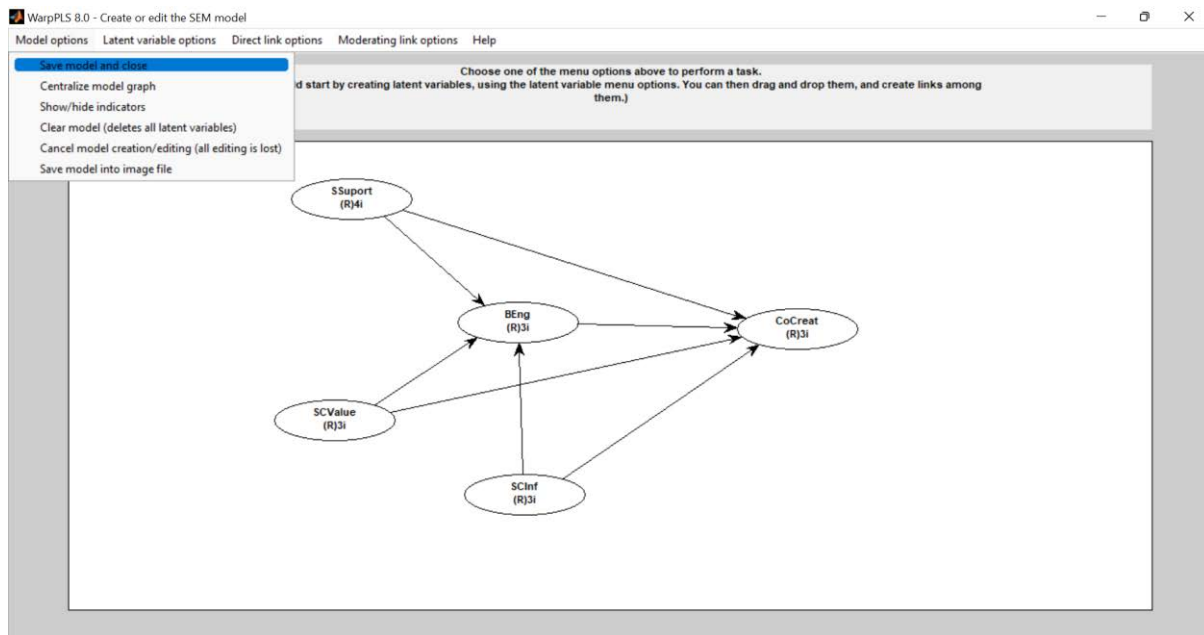 WarpPLS 8.0 - Create or edit the SEM model
Model options Latent variable options Direct link options Moderating link options Help
Save model and close
Centralize model graph
Show/hide indicators
Clear model (deletes all latent variables)
Cancel model creation/editing (all editing is lost)
Save model into image file
Choose one of the menu options above to perform a task.
start by creating latent variables, using the latent variable menu options. You can then drag and drop them, and create links among
them.)
SSuport
(R)4i
BEng
(R)3i
CoCreat
(R)3i
SCValue
(R)3i
SCInf
(R)3i